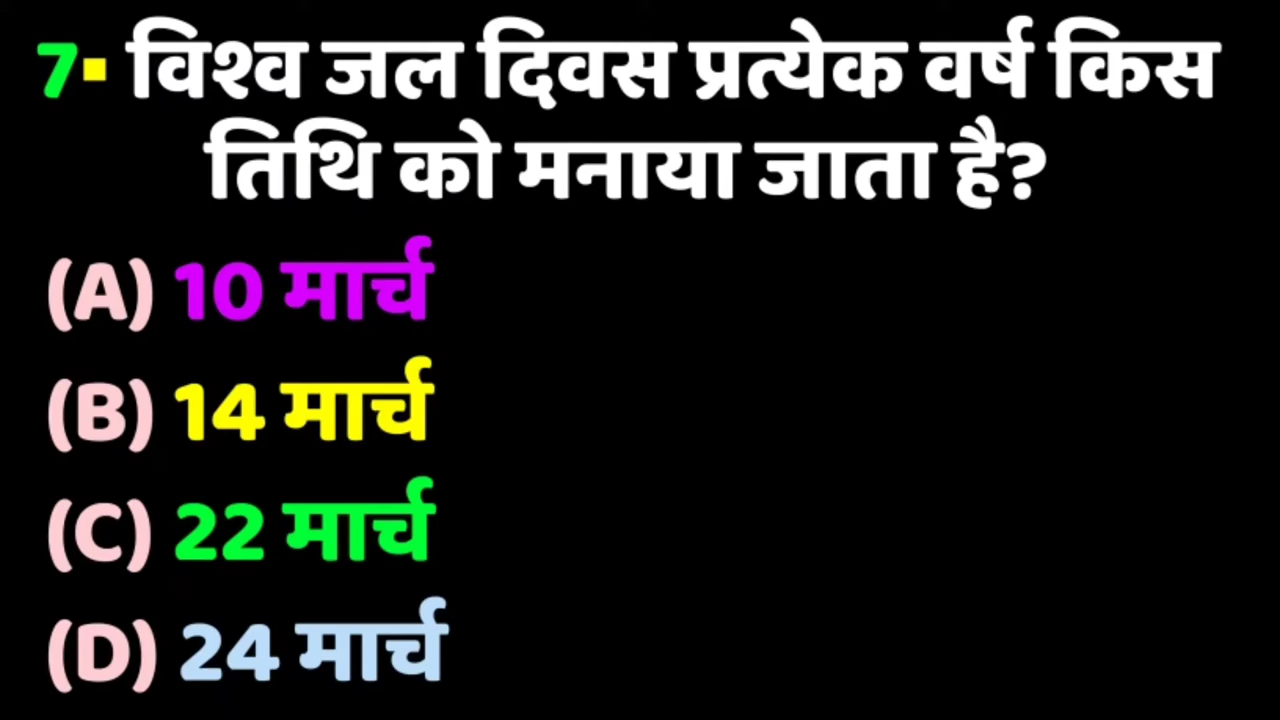 7▪ विश्व जल दिवस प्रत्येक वर्ष किस
तिथि को मनाया जाता है?
(A) 10 मार्च
(B) 14 मार्च
(C) 22 मार्च
(D) 24 मार्च